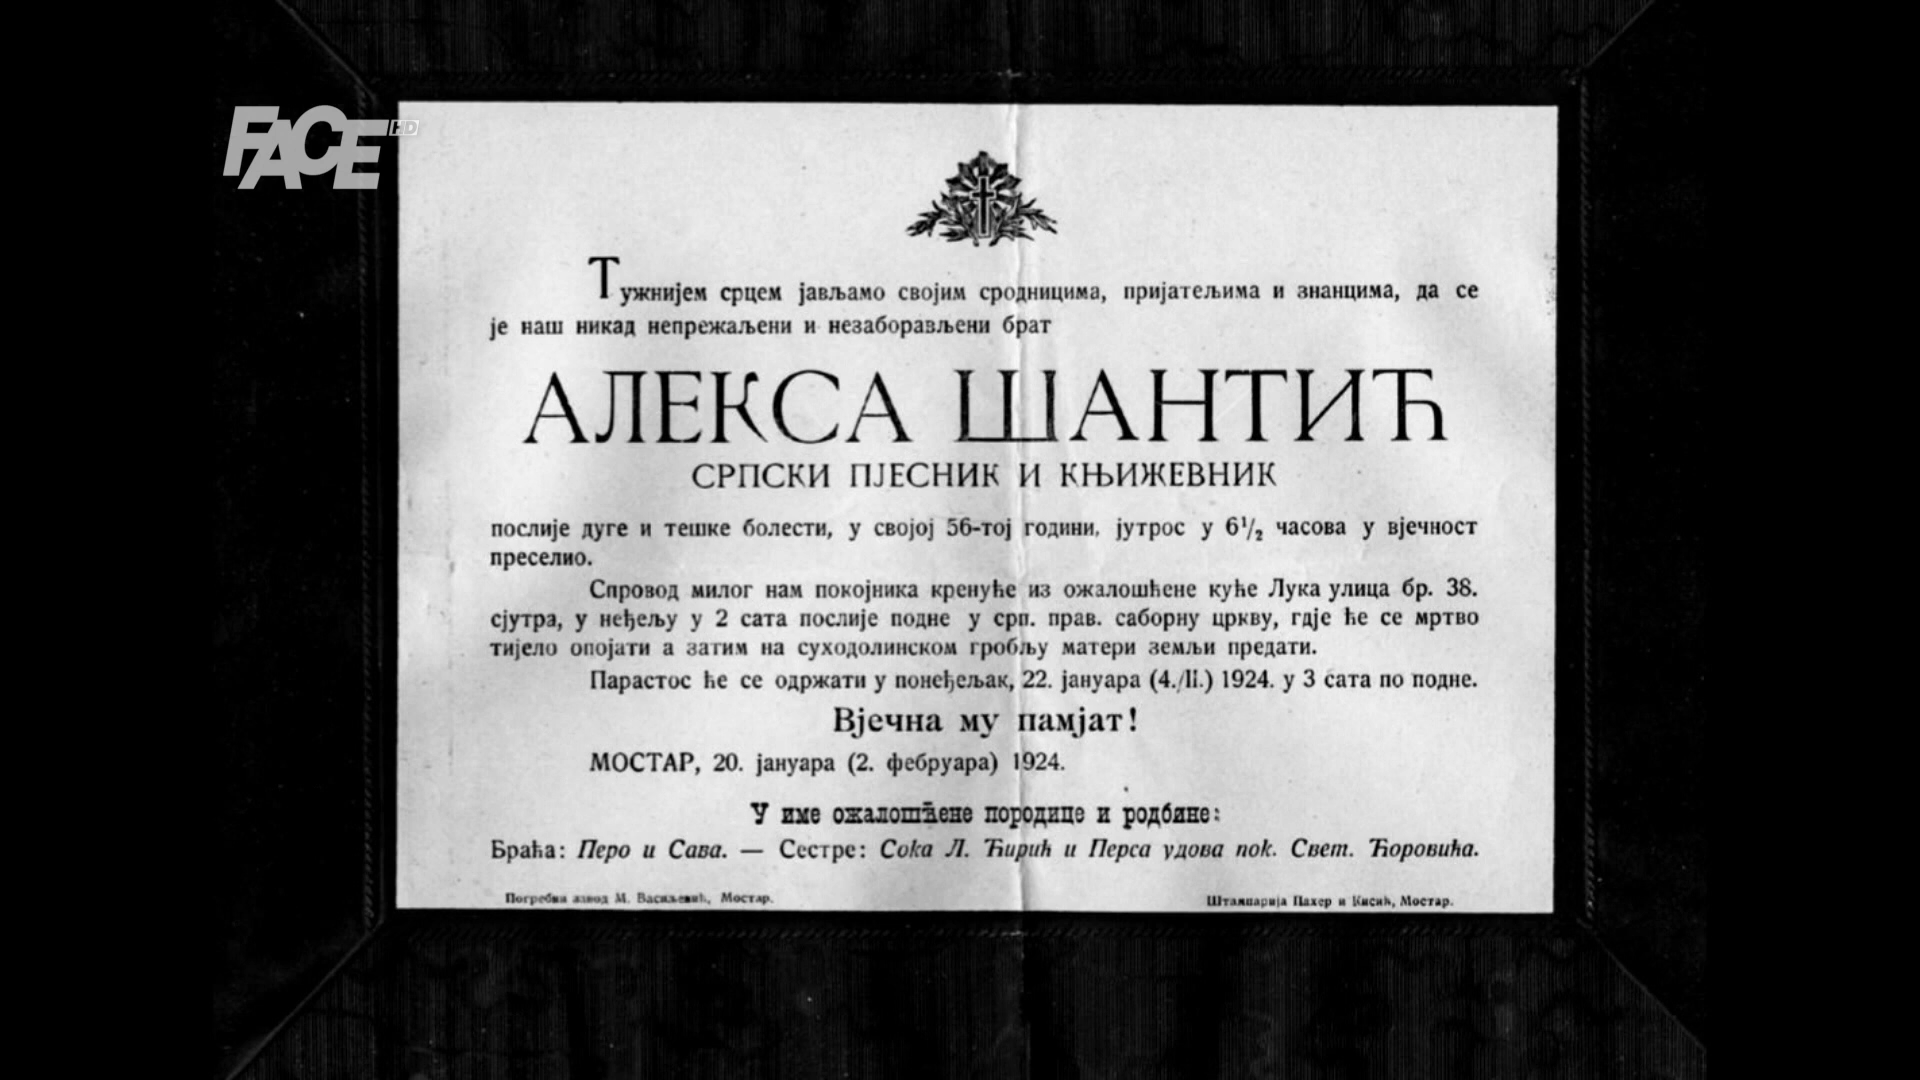 FACE HD
Тужнијем срцем јављамо својим сродницима, пријатељима и знанцима, да се
је наш никад непрежаљени и незаборављени брат
АЛЕКСА ШАНТИЋ
СРПСКИ ПЈЕСНИК И КЊИЖЕВНИК
послије дуге и тешке болести, у својој 56-тој години, јутрос у 6½ часова у вјечност
преселио.
Спровод милог нам покојника кренуће из ожалошћене куће Лука улица бр. 38.
сјутра, у неђељу у 2 сата послије подне у срп. прав. саборну цркву, гдје ће се мртво
тијело опојати а затим на суходолинском гробљу матери земљи предати.
Парастос ће се одржати у понеђељак, 22. јануара (4./II.) 1924. у 3 сата по подне.
Вјечна му памјат!
МОСТАР, 20. јануара (2. фебруара) 1924.
У име ожалошћене породице и родбине:
Браћа: Перо и Сава. — Сестре: Сока Л. Ћирић и Перса удова пок. Свет. Ћоровића.
Погребни завод М. Васиљевић, Мостар.
Штампарија Пахер и Кисић, Мостар.